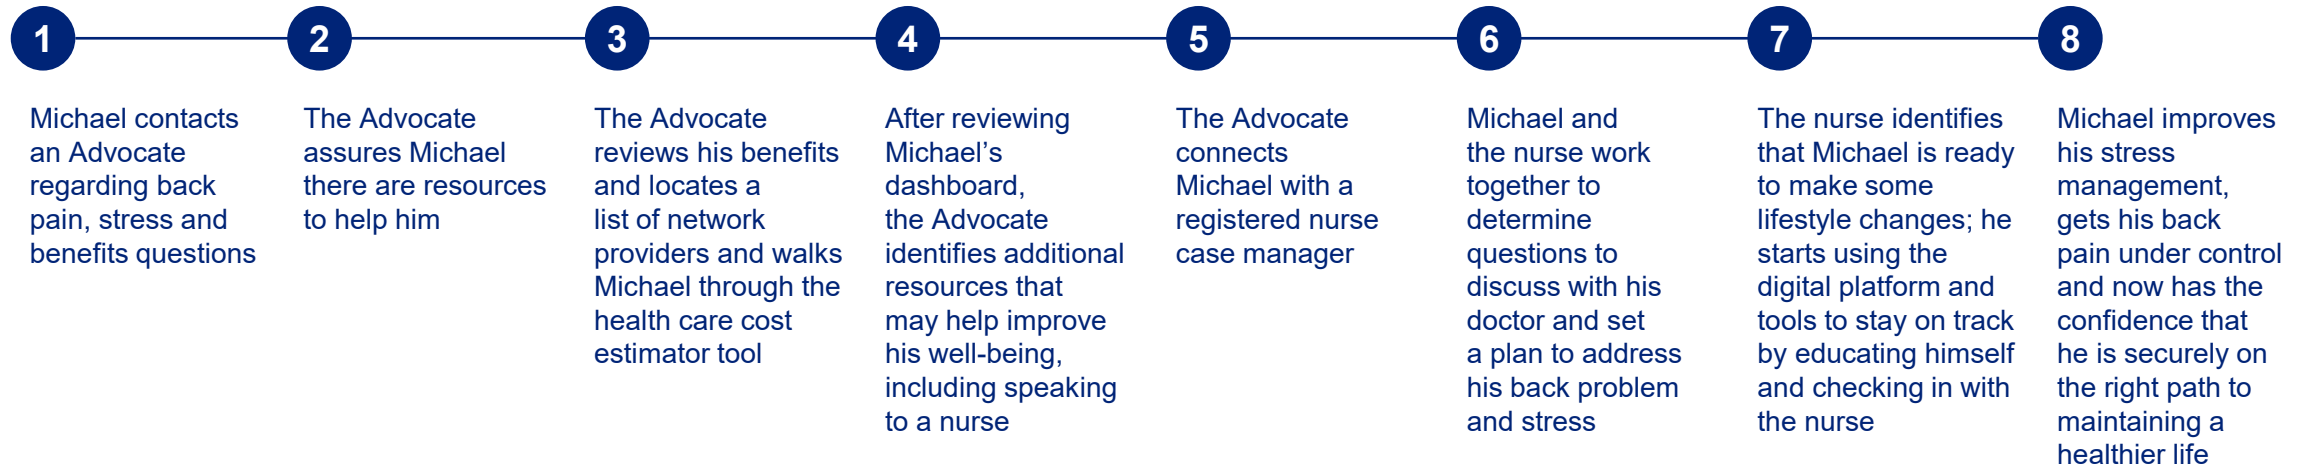 1
2
3
4
5
6
7
8
Michael contacts
an Advocate
regarding back
pain, stress and
benefits questions
The Advocate
assures Michael
there are resources
to help him
The Advocate
reviews his benefits
and locates a
list of network
providers and walks
Michael through the
health care cost
estimator tool
After reviewing
Michael’s
dashboard,
the Advocate
identifies additional
resources that
may help improve
his well-being,
including speaking
to a nurse
The Advocate
connects
Michael with a
registered nurse
case manager
Michael and
the nurse work
together to
determine
questions to
discuss with his
doctor and set
a plan to address
his back problem
and stress
The nurse identifies
that Michael is ready
to make some
lifestyle changes; he
starts using the
digital platform and
tools to stay on track
by educating himself
and checking in with
the nurse
Michael improves
his stress
management,
gets his back
pain under control
and now has the
confidence that
he is securely on
the right path to
maintaining a
healthier life